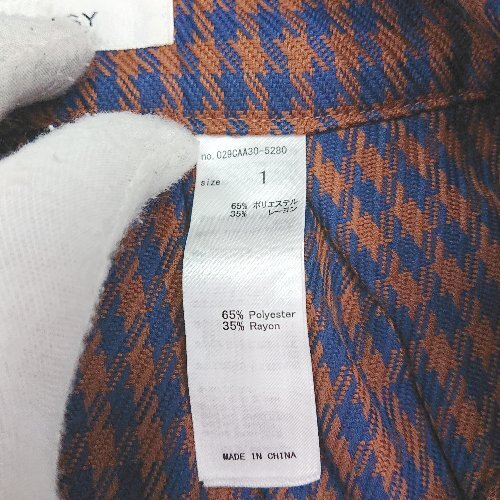 no.029CAA30-5280
size 1
65% ポリエステル
35% レーヨン
65% Polyester
35% Rayon
MADE IN CHINA